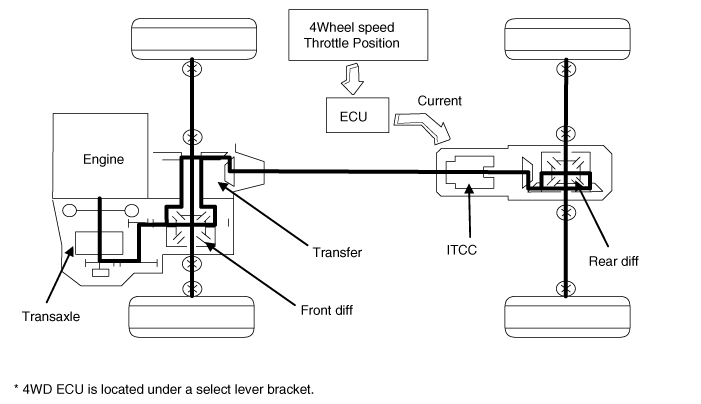 4Wheel speed
Throttle Position
ECU
Current
Engine
Transfer
ITCC
Rear diff
Front diff
Transaxle
* 4WD ECU is located under a select lever bracket.